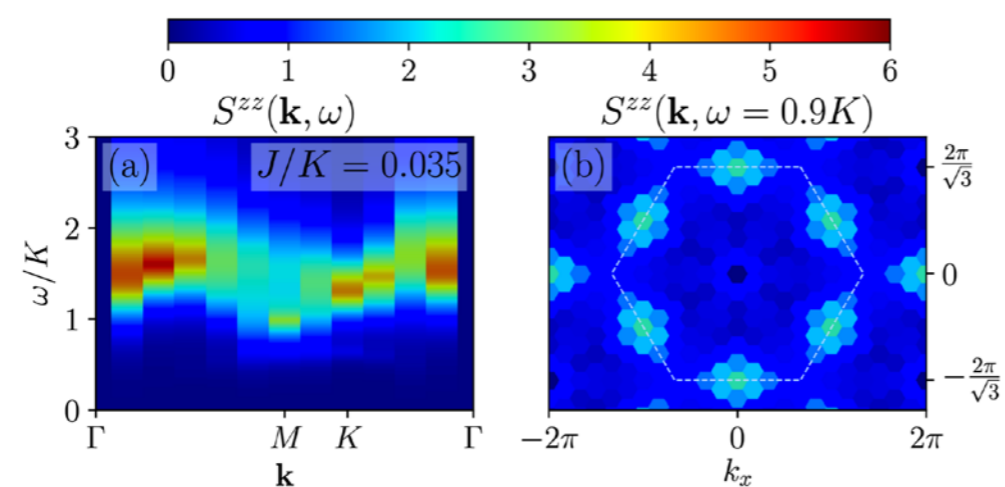 0 1 2 3 4 5 6
S^{zz}(𝐤, ω)
S^{zz}(𝐤, ω = 0.9K)
3
(a)
J/K = 0.035
(b)
2π/√3
2
ω/K
0
1
−2π/√3
0
Γ M K Γ
−2π 0 2π
𝐤
k_x